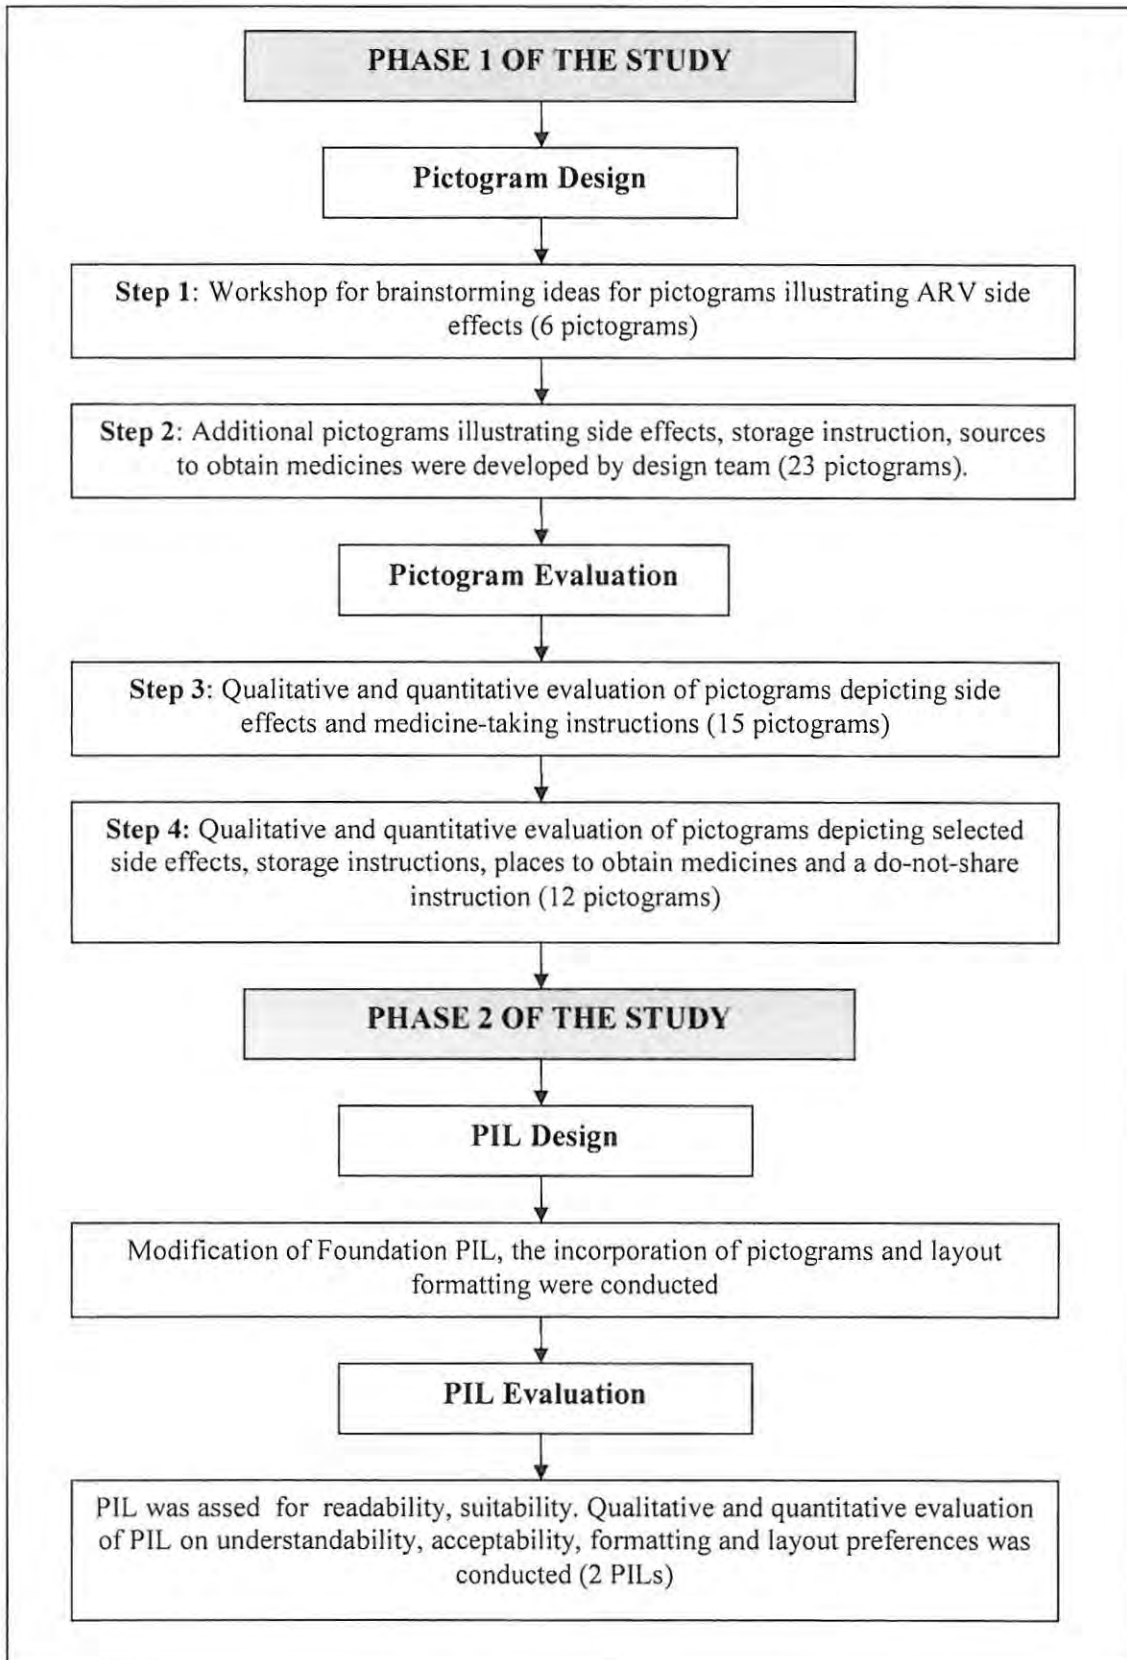 PHASE 1 OF THE STUDY
Pictogram Design
Step 1: Workshop for brainstorming ideas for pictograms illustrating ARV side
effects (6 pictograms)
Step 2: Additional pictograms illustrating side effects, storage instruction, sources
to obtain medicines were developed by design team (23 pictograms).
Pictogram Evaluation
Step 3: Qualitative and quantitative evaluation of pictograms depicting side
effects and medicine-taking instructions (15 pictograms)
Step 4: Qualitative and quantitative evaluation of pictograms depicting selected
side effects, storage instructions, places to obtain medicines and a do-not-share
instruction (12 pictograms)
PHASE 2 OF THE STUDY
PIL Design
Modification of Foundation PIL, the incorporation of pictograms and layout
formatting were conducted
PIL Evaluation
PIL was assed for readability, suitability. Qualitative and quantitative evaluation
of PIL on understandability, acceptability, formatting and layout preferences was
conducted (2 PILs)